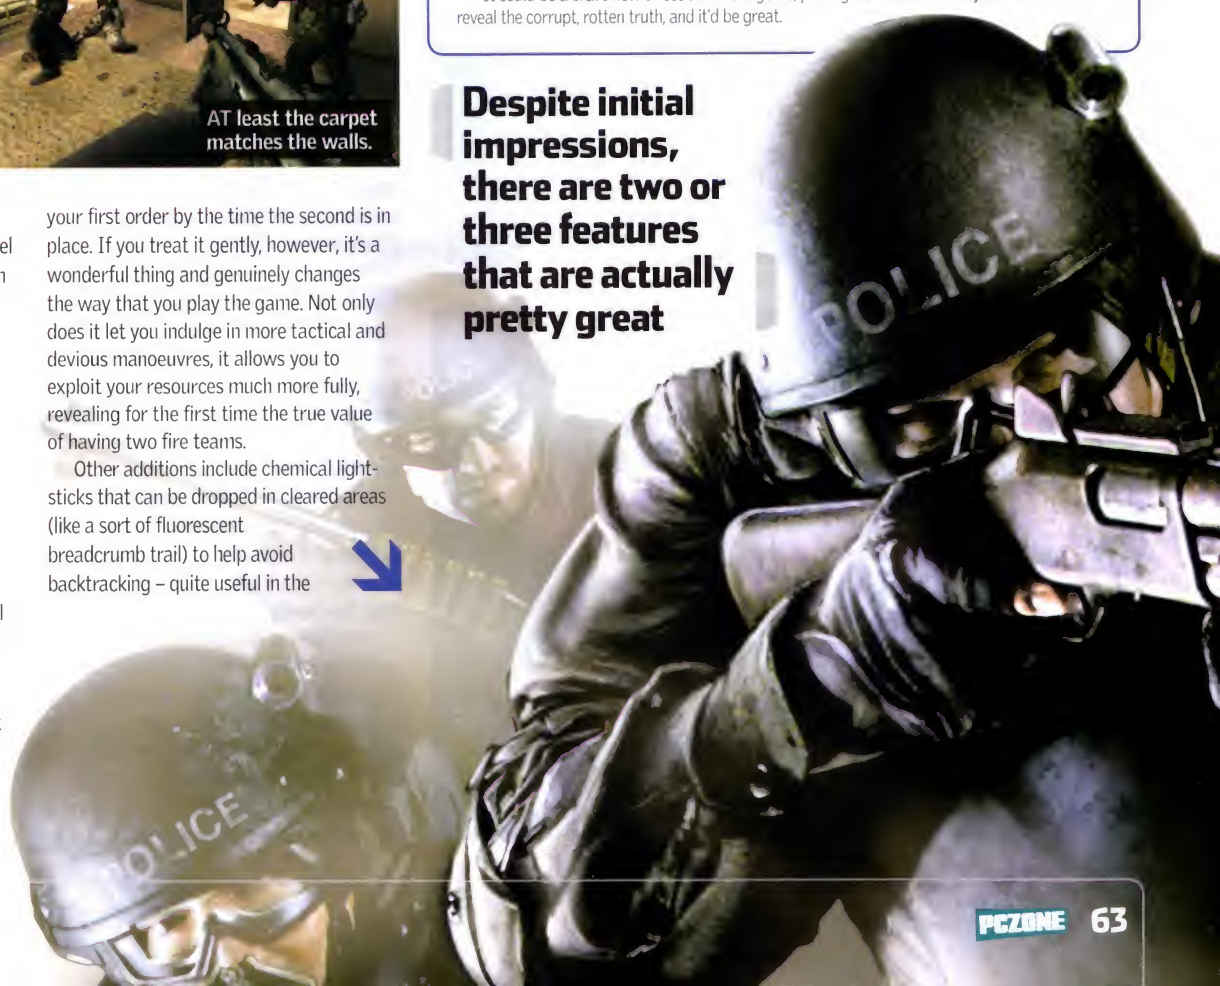 reveal the corrupt, rotten truth, and it'd be great.
AT least the carpet
matches the walls.
el
your first order by the time the second is in
place. If you treat it gently, however, it's a
wonderful thing and genuinely changes
the way that you play the game. Not only
does it let you indulge in more tactical and
devious manoeuvres, it allows you to
exploit your resources much more fully,
revealing for the first time the true value
of having two fire teams.
Other additions include chemical light-
sticks that can be dropped in cleared areas
(like a sort of fluorescent
breadcrumb trail) to help avoid
backtracking – quite useful in the
Despite initial
impressions,
there are two or
three features
that are actually
pretty great
POLICE
POLICE
PCZONE 63